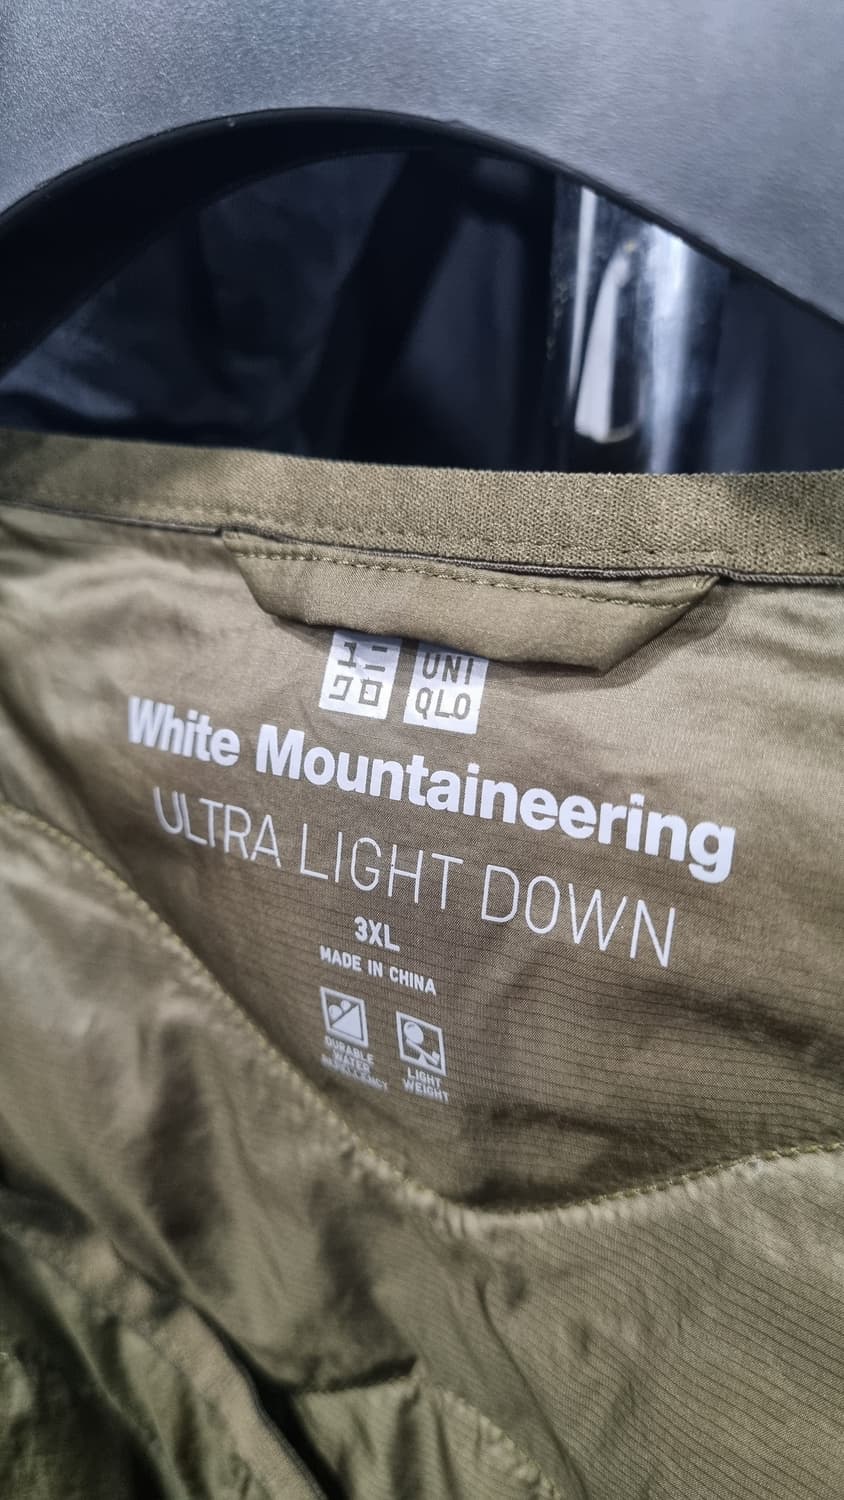 ユニ
クロ
UNI
QLO
White Mountaineering
ULTRA LIGHT DOWN
3XL
MADE IN CHINA
DURABLE
WATER
REPELLENCY
LIGHT
WEIGHT